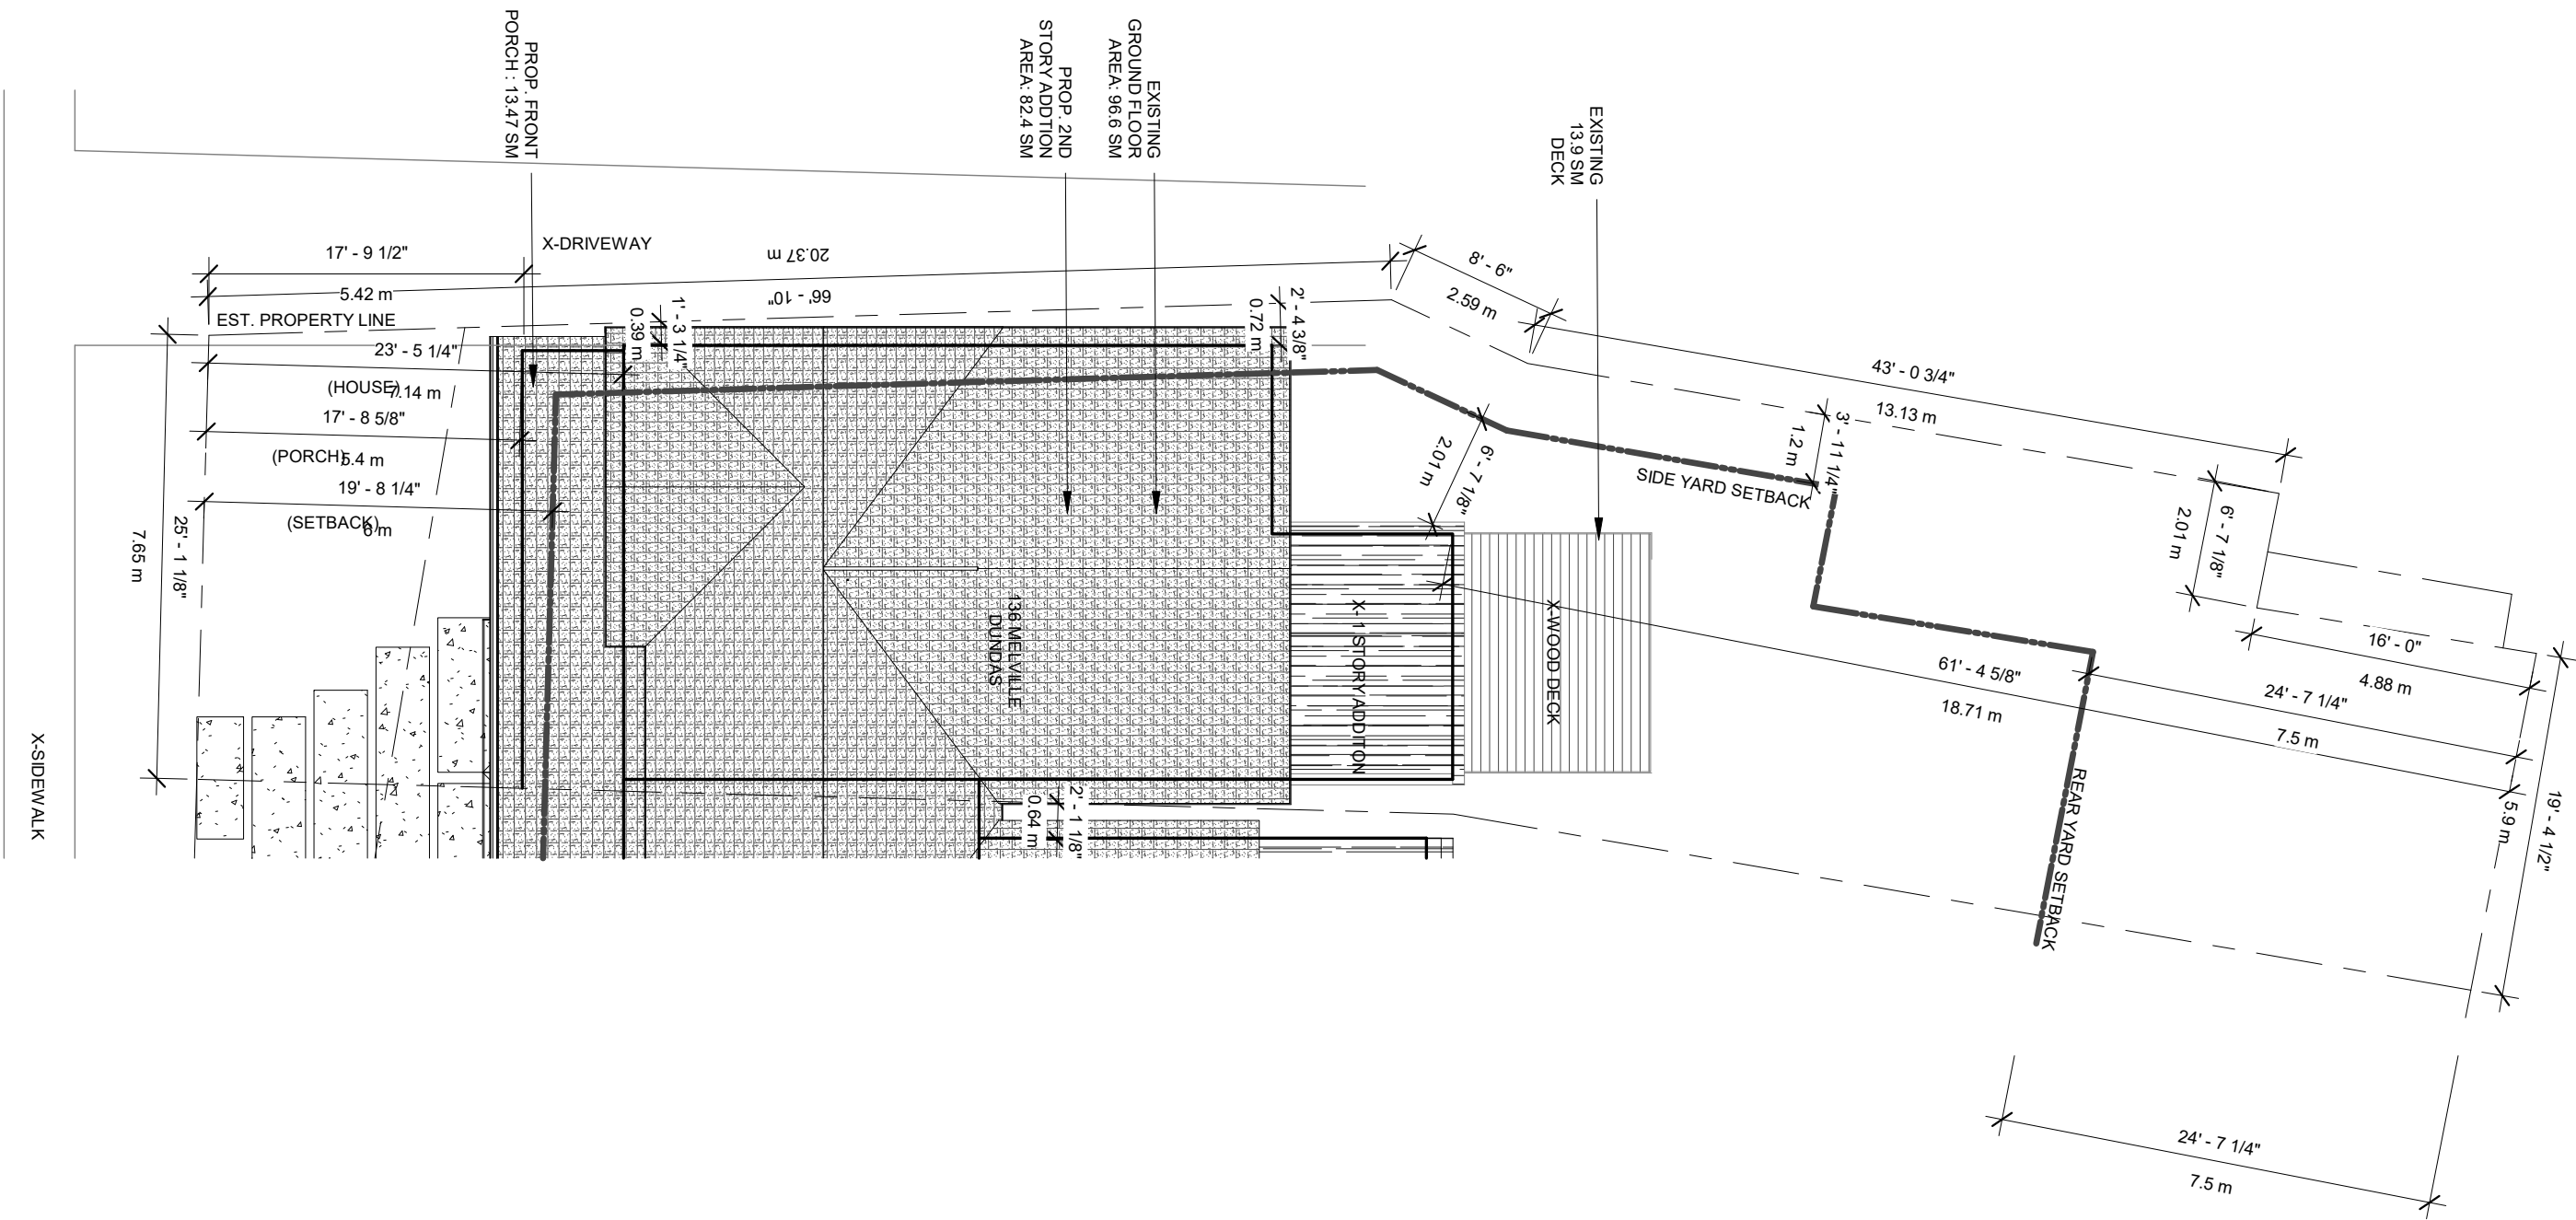 PROP. FRONT
PORCH : 13.47 SM
PROP. 2ND
STORY ADDTION
AREA: 82.4 SM
EXISTING
GROUND FLOOR
AREA: 96.6 SM
EXISTING
13.9 SM
DECK
17' - 9 1/2"
5.42 m
X-DRIVEWAY
20.37 m
66' - 10"
EST. PROPERTY LINE
23' - 5 1/4"
(HOUSE)
7.14 m
17' - 8 5/8"
(PORCH)
5.4 m
19' - 8 1/4"
(SETBACK)
6 m
25' - 1 1/8"
7.65 m
1' - 3 1/4"
0.39 m
2' - 4 3/8"
0.72 m
8' - 6"
2.59 m
43' - 0 3/4"
13.13 m
3' - 11 1/4"
1.2 m
SIDE YARD SETBACK
6' - 7 1/8"
2.01 m
6' - 7 1/8"
2.01 m
16' - 0"
4.88 m
61' - 4 5/8"
18.71 m
24' - 7 1/4"
7.5 m
19' - 4 1/2"
5.9 m
REAR YARD SETBACK
136 MELVILLE
DUNDAS
X-1 STORY ADDITON
X-WOOD DECK
2' - 1 1/8"
0.64 m
X-SIDEWALK
24' - 7 1/4"
7.5 m